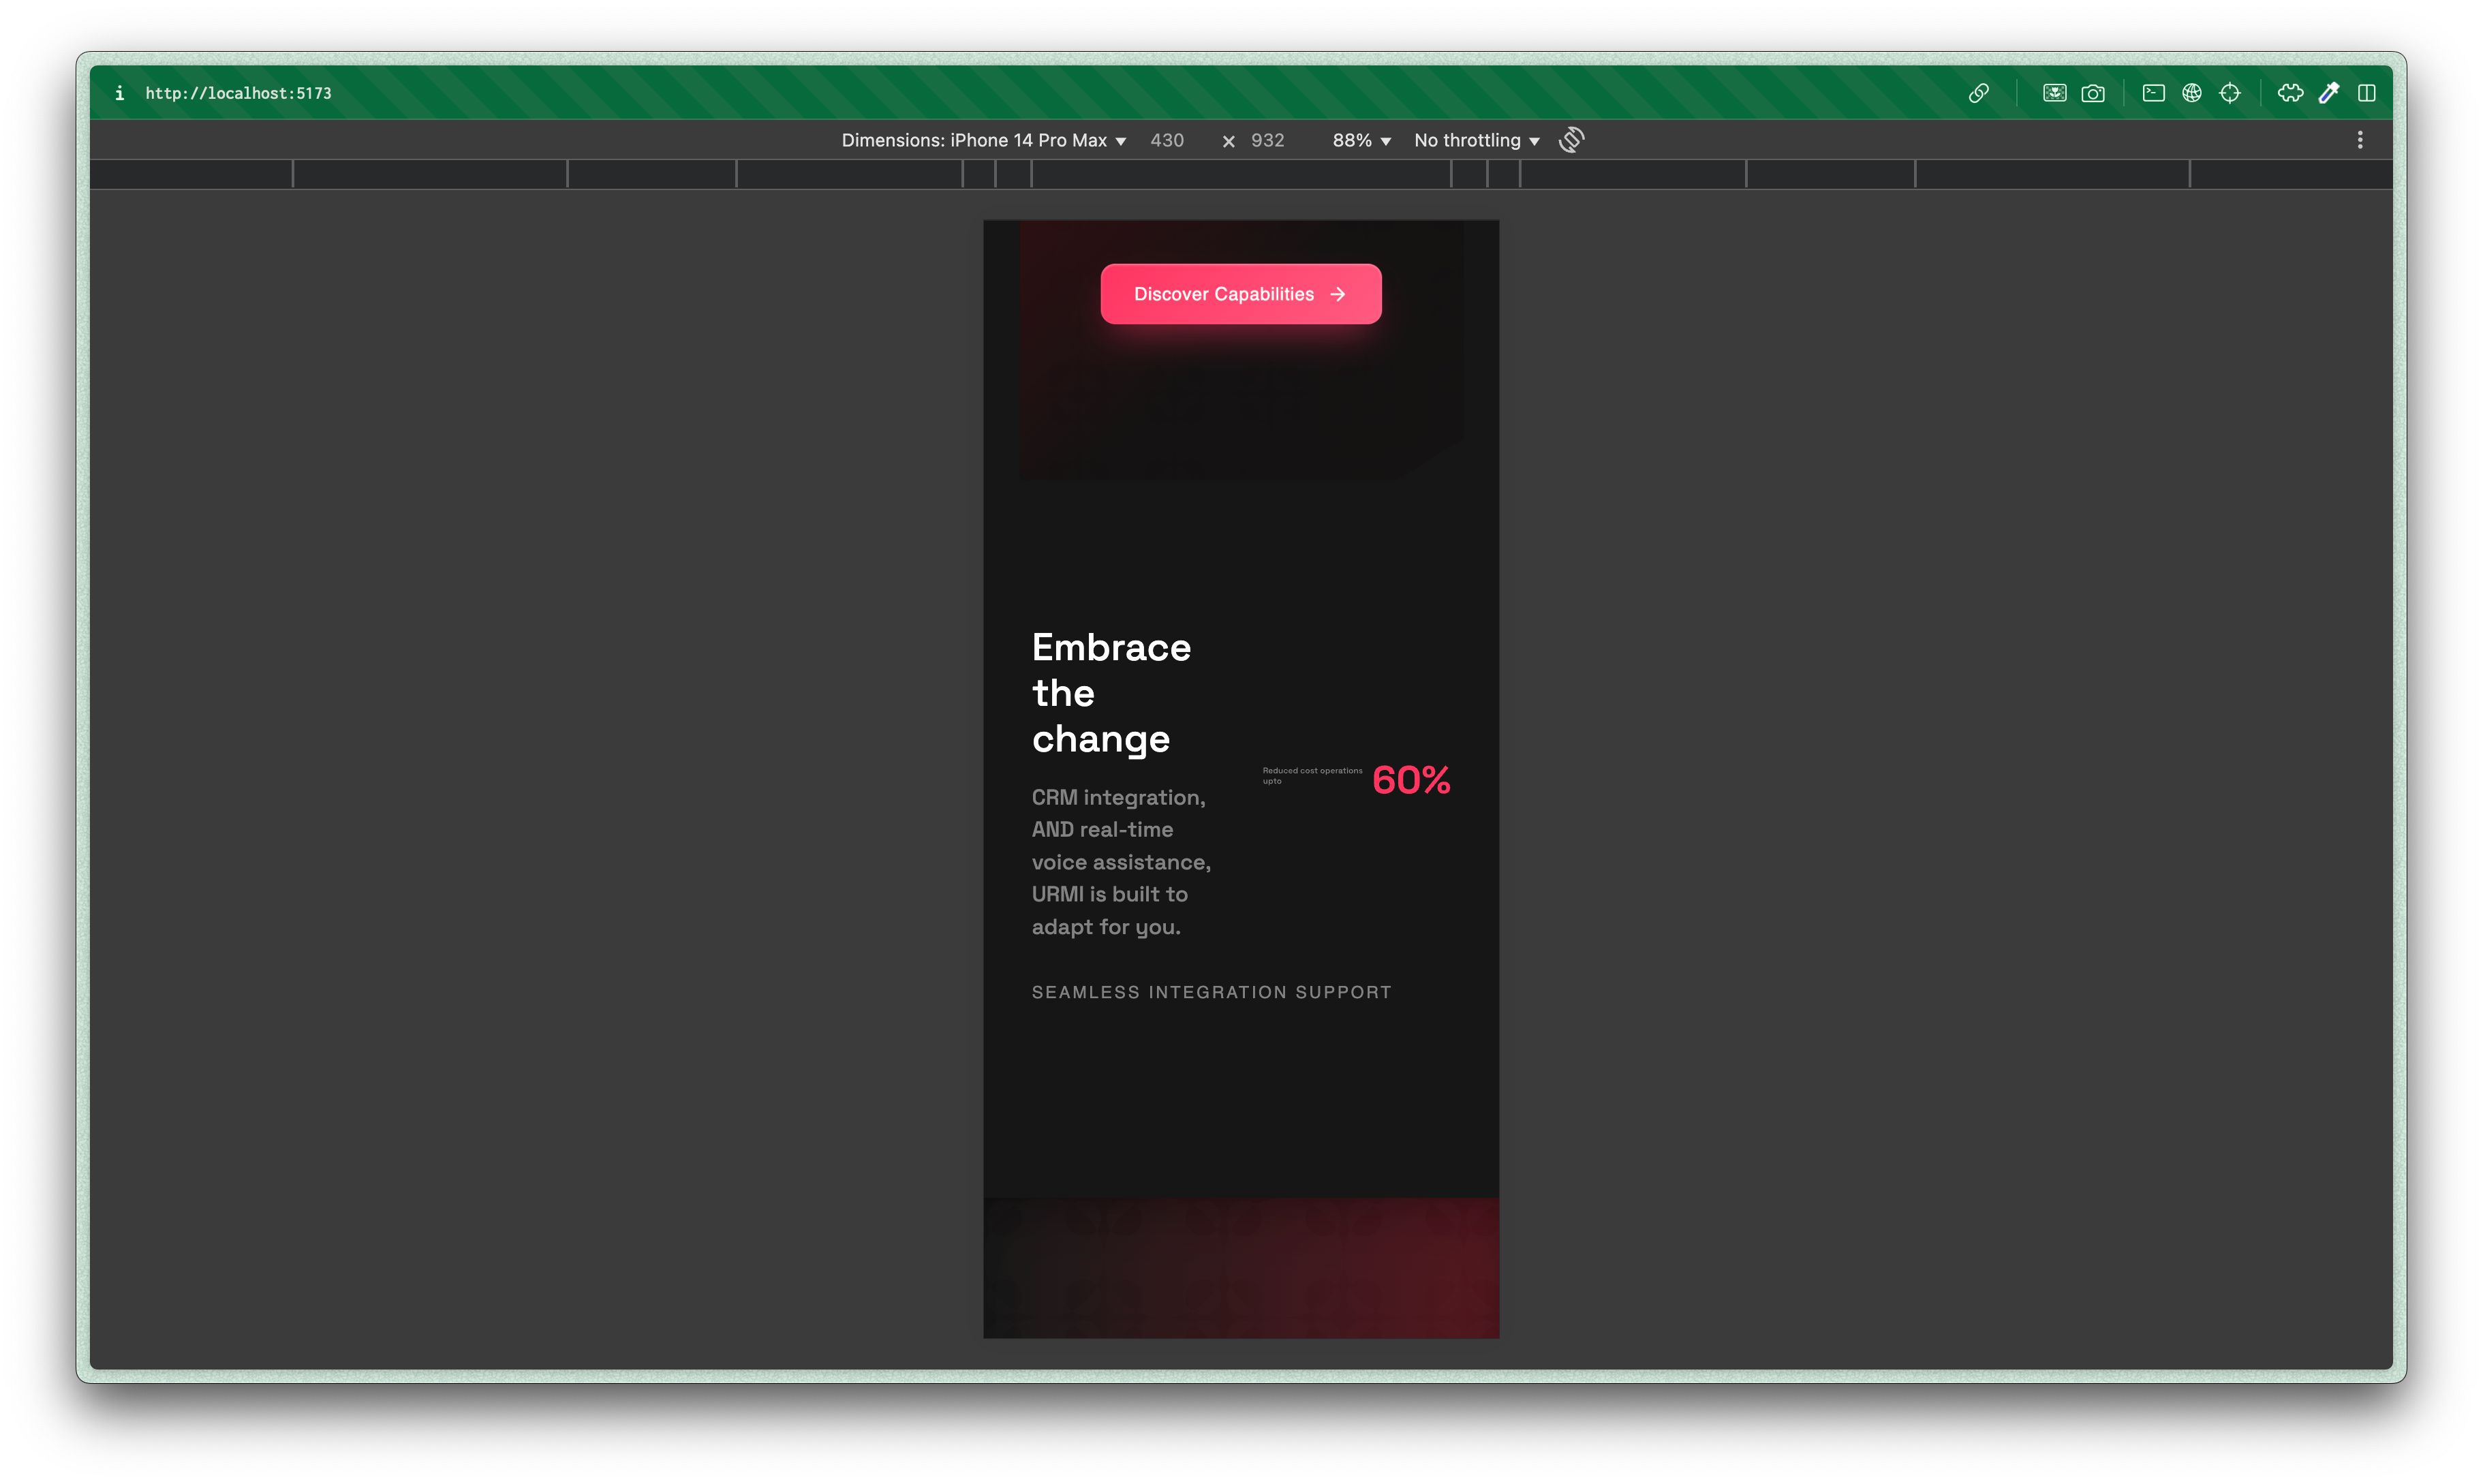 http://localhost:5173
Dimensions: iPhone 14 Pro Max 430 × 932 88% No throttling
Discover Capabilities →
Embrace
the
change
Reduced cost operations
upto
60%
CRM integration,
AND real-time
voice assistance,
URMI is built to
adapt for you.
SEAMLESS INTEGRATION SUPPORT